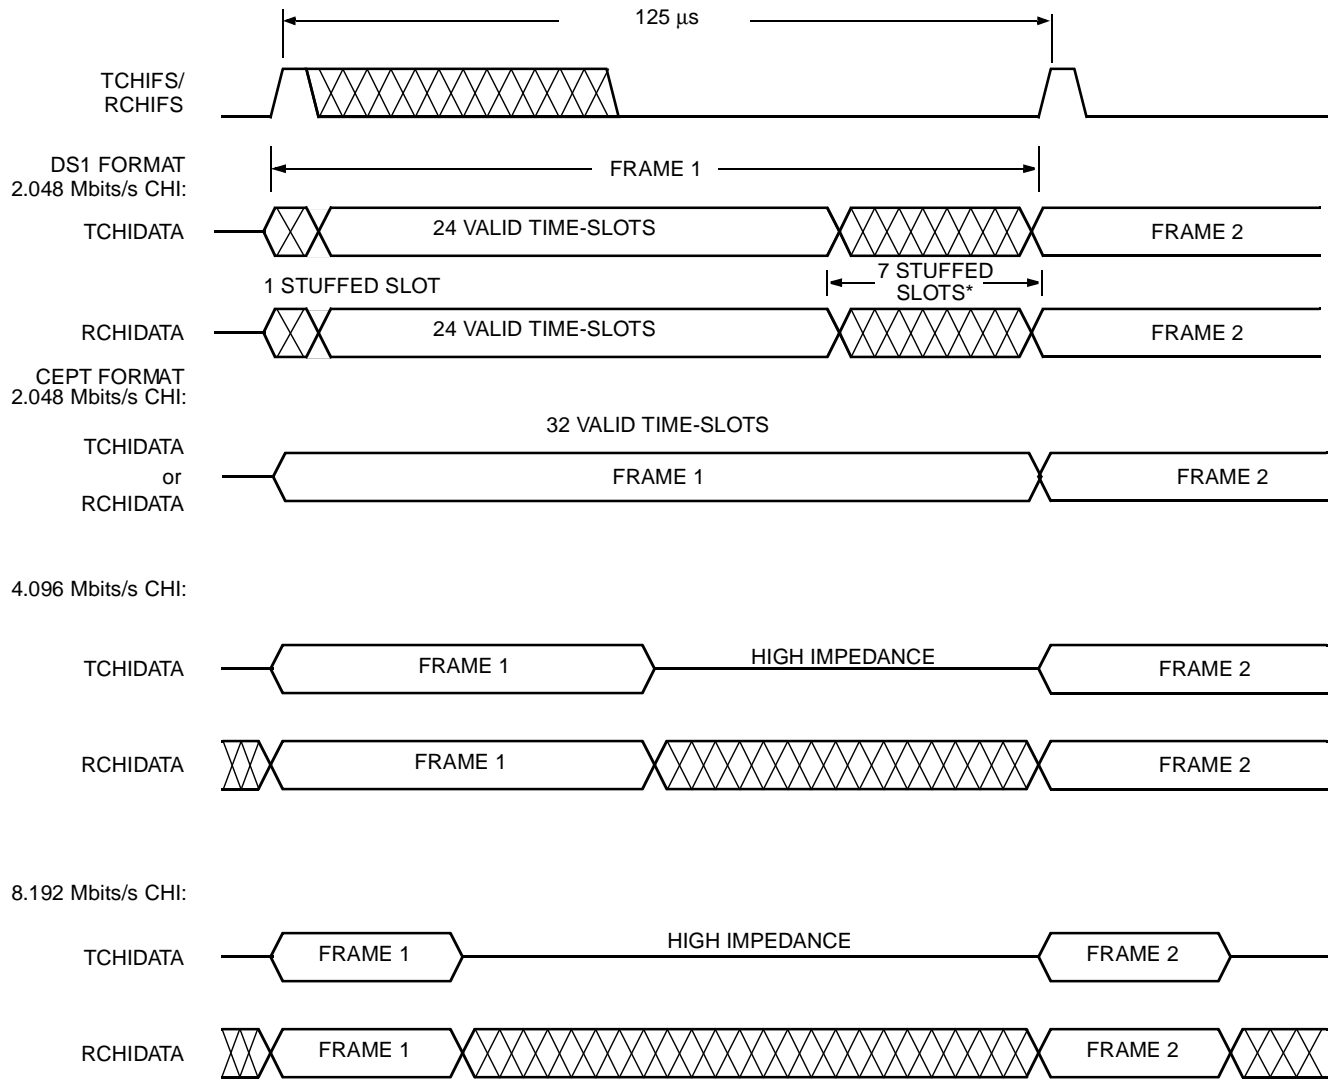 125 μs
TCHIFS/
RCHIFS
DS1 FORMAT
2.048 Mbits/s CHI:
FRAME 1
TCHIDATA
24 VALID TIME-SLOTS
FRAME 2
1 STUFFED SLOT
7 STUFFED
SLOTS*
RCHIDATA
24 VALID TIME-SLOTS
FRAME 2
CEPT FORMAT
2.048 Mbits/s CHI:
32 VALID TIME-SLOTS
TCHIDATA
or
RCHIDATA
FRAME 1
FRAME 2
4.096 Mbits/s CHI:
TCHIDATA
FRAME 1
HIGH IMPEDANCE
FRAME 2
RCHIDATA
FRAME 1
FRAME 2
8.192 Mbits/s CHI:
TCHIDATA
FRAME 1
HIGH IMPEDANCE
FRAME 2
RCHIDATA
FRAME 1
FRAME 2